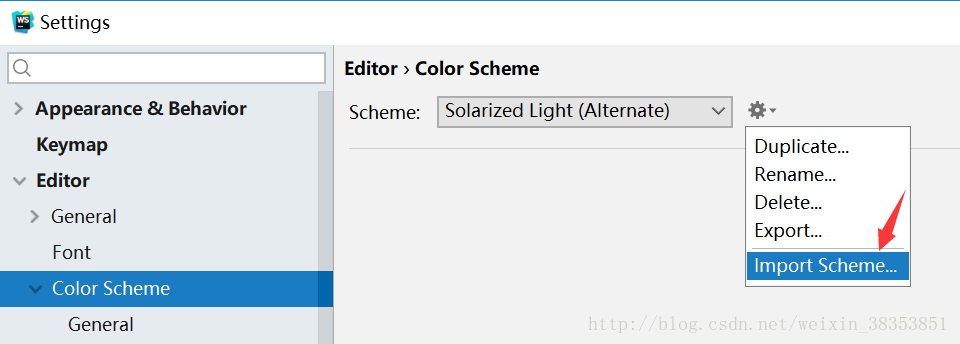 WS
Settings
Appearance & Behavior
Keymap
Editor
General
Font
Color Scheme
General
Editor › Color Scheme
Scheme: Solarized Light (Alternate)
Duplicate...
Rename...
Delete...
Export...
Import Scheme...
http://blog.csdn.net/weixin_38353851